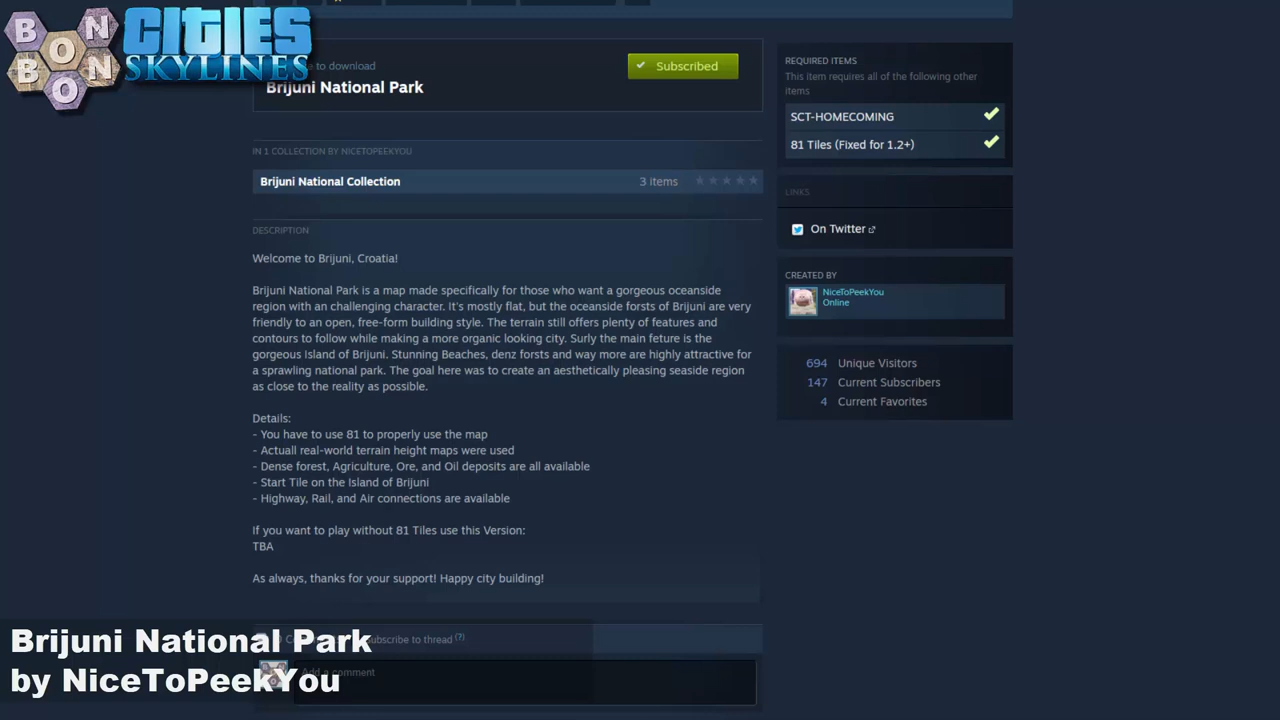 BON
BON
CITIES
SKYLINES
to download
Subscribed
Brijuni National Park
IN 1 COLLECTION BY NICETOPEEKYOU
Brijuni National Collection
3 items
DESCRIPTION
Welcome to Brijuni, Croatia!
Brijuni National Park is a map made specifically for those who want a gorgeous oceanside
region with an challenging character. It's mostly flat, but the oceanside forsts of Brijuni are very
friendly to an open, free-form building style. The terrain still offers plenty of features and
contours to follow while making a more organic looking city. Surly the main feture is the
gorgeous Island of Brijuni. Stunning Beaches, denz forsts and way more are highly attractive for
a sprawling national park. The goal here was to create an aesthetically pleasing seaside region
as close to the reality as possible.
Details:
- You have to use 81 to properly use the map
- Actuall real-world terrain height maps were used
- Dense forest, Agriculture, Ore, and Oil deposits are all available
- Start Tile on the Island of Brijuni
- Highway, Rail, and Air connections are available
If you want to play without 81 Tiles use this Version:
TBA
As always, thanks for your support! Happy city building!
Subscribe to thread (?)
Add a comment
REQUIRED ITEMS
This item requires all of the following other
items
SCT-HOMECOMING
81 Tiles (Fixed for 1.2+)
LINKS
On Twitter
CREATED BY
NiceToPeekYou
Online
694 Unique Visitors
147 Current Subscribers
4 Current Favorites
Brijuni National Park
by NiceToPeekYou